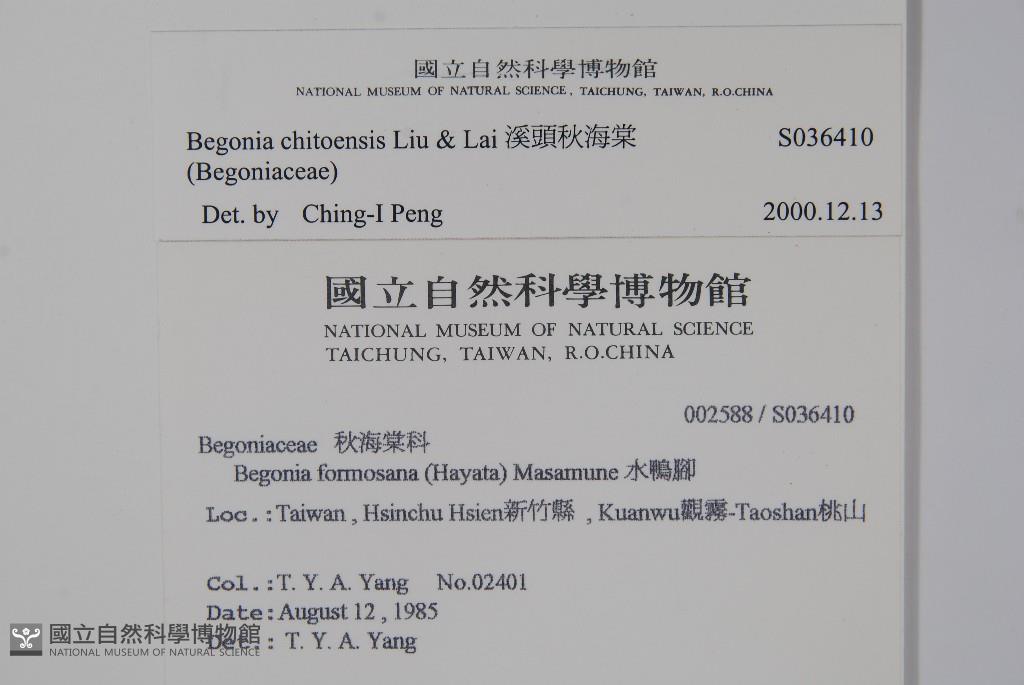 國立自然科學博物館
NATIONAL MUSEUM OF NATURAL SCIENCE, TAICHUNG, TAIWAN, R.O.CHINA
Begonia chitoensis Liu & Lai 溪頭秋海棠 S036410
(Begoniaceae)
Det. by Ching-I Peng 2000.12.13
國立自然科學博物館
NATIONAL MUSEUM OF NATURAL SCIENCE
TAICHUNG, TAIWAN, R.O.CHINA
002588 / S036410
Begoniaceae 秋海棠科
Begonia formosana (Hayata) Masamune 水鴨腳
Loc.:Taiwan , Hsinchu Hsien新竹縣 , Kuanwu觀霧-Taoshan桃山
Col.:T. Y. A. Yang No.02401
Date:August 12 , 1985
Det.: T. Y. A. Yang
國立自然科學博物館
NATIONAL MUSEUM OF NATURAL SCIENCE